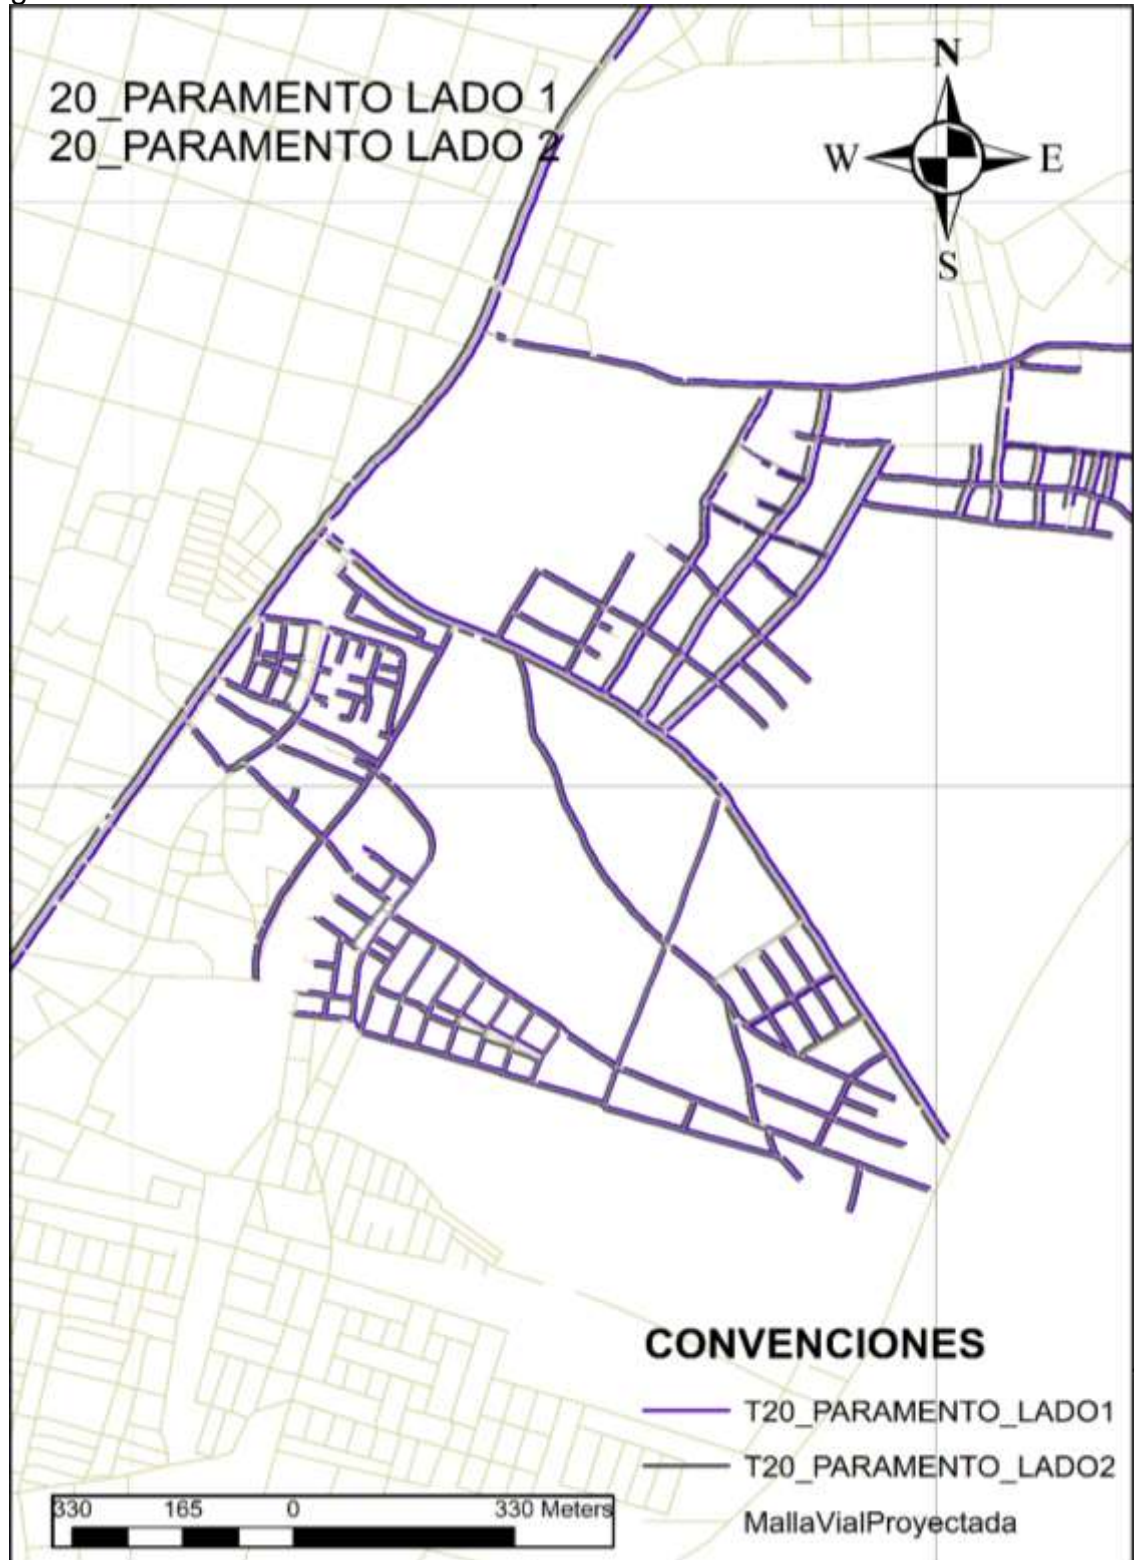 20_PARAMENTO LADO 1
20_PARAMENTO LADO 2
N
W E
S
CONVENCIONES
T20_PARAMENTO_LADO1
T20_PARAMENTO_LADO2
MallaVialProyectada
330 165 0 330 Meters